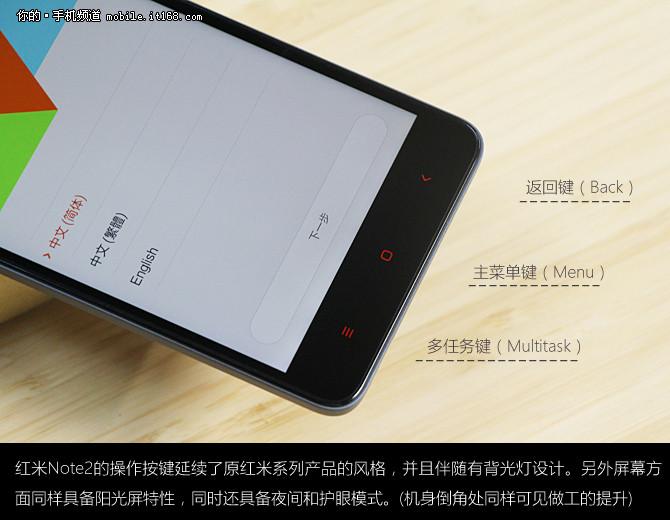 你的·手机频道 mobile.it168.com
> 中文 (简体)
中文 (繁體)
English
下一步
返回键（Back）
主菜单键（Menu）
多任务键（Multitask）
红米Note2的操作按键延续了原红米系列产品的风格，并且伴随有背光灯设计。另外屏幕方
面同样具备阳光屏特性，同时还具备夜间和护眼模式。(机身倒角处同样可见做工的提升)